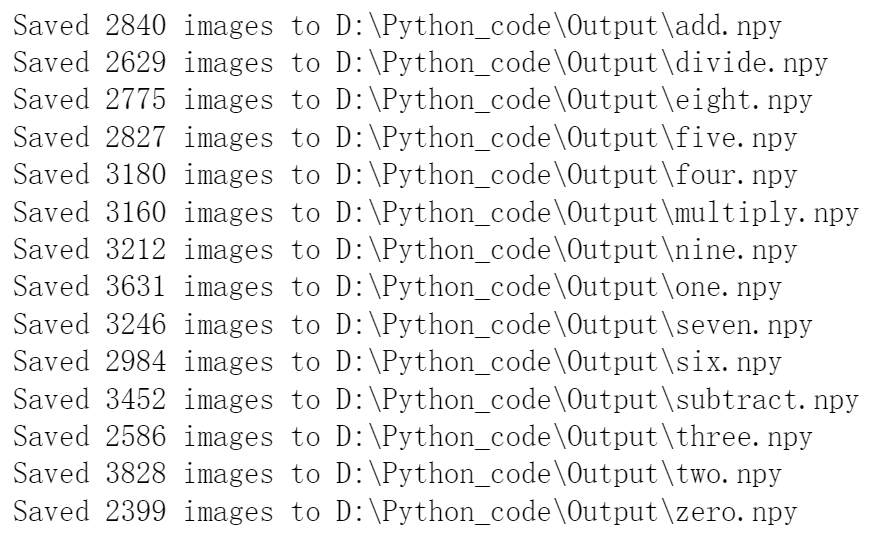 Saved 2840 images to D:\Python_code\Output\add.npy
Saved 2629 images to D:\Python_code\Output\divide.npy
Saved 2775 images to D:\Python_code\Output\eight.npy
Saved 2827 images to D:\Python_code\Output\five.npy
Saved 3180 images to D:\Python_code\Output\four.npy
Saved 3160 images to D:\Python_code\Output\multiply.npy
Saved 3212 images to D:\Python_code\Output\nine.npy
Saved 3631 images to D:\Python_code\Output\one.npy
Saved 3246 images to D:\Python_code\Output\seven.npy
Saved 2984 images to D:\Python_code\Output\six.npy
Saved 3452 images to D:\Python_code\Output\subtract.npy
Saved 2586 images to D:\Python_code\Output\three.npy
Saved 3828 images to D:\Python_code\Output\two.npy
Saved 2399 images to D:\Python_code\Output\zero.npy